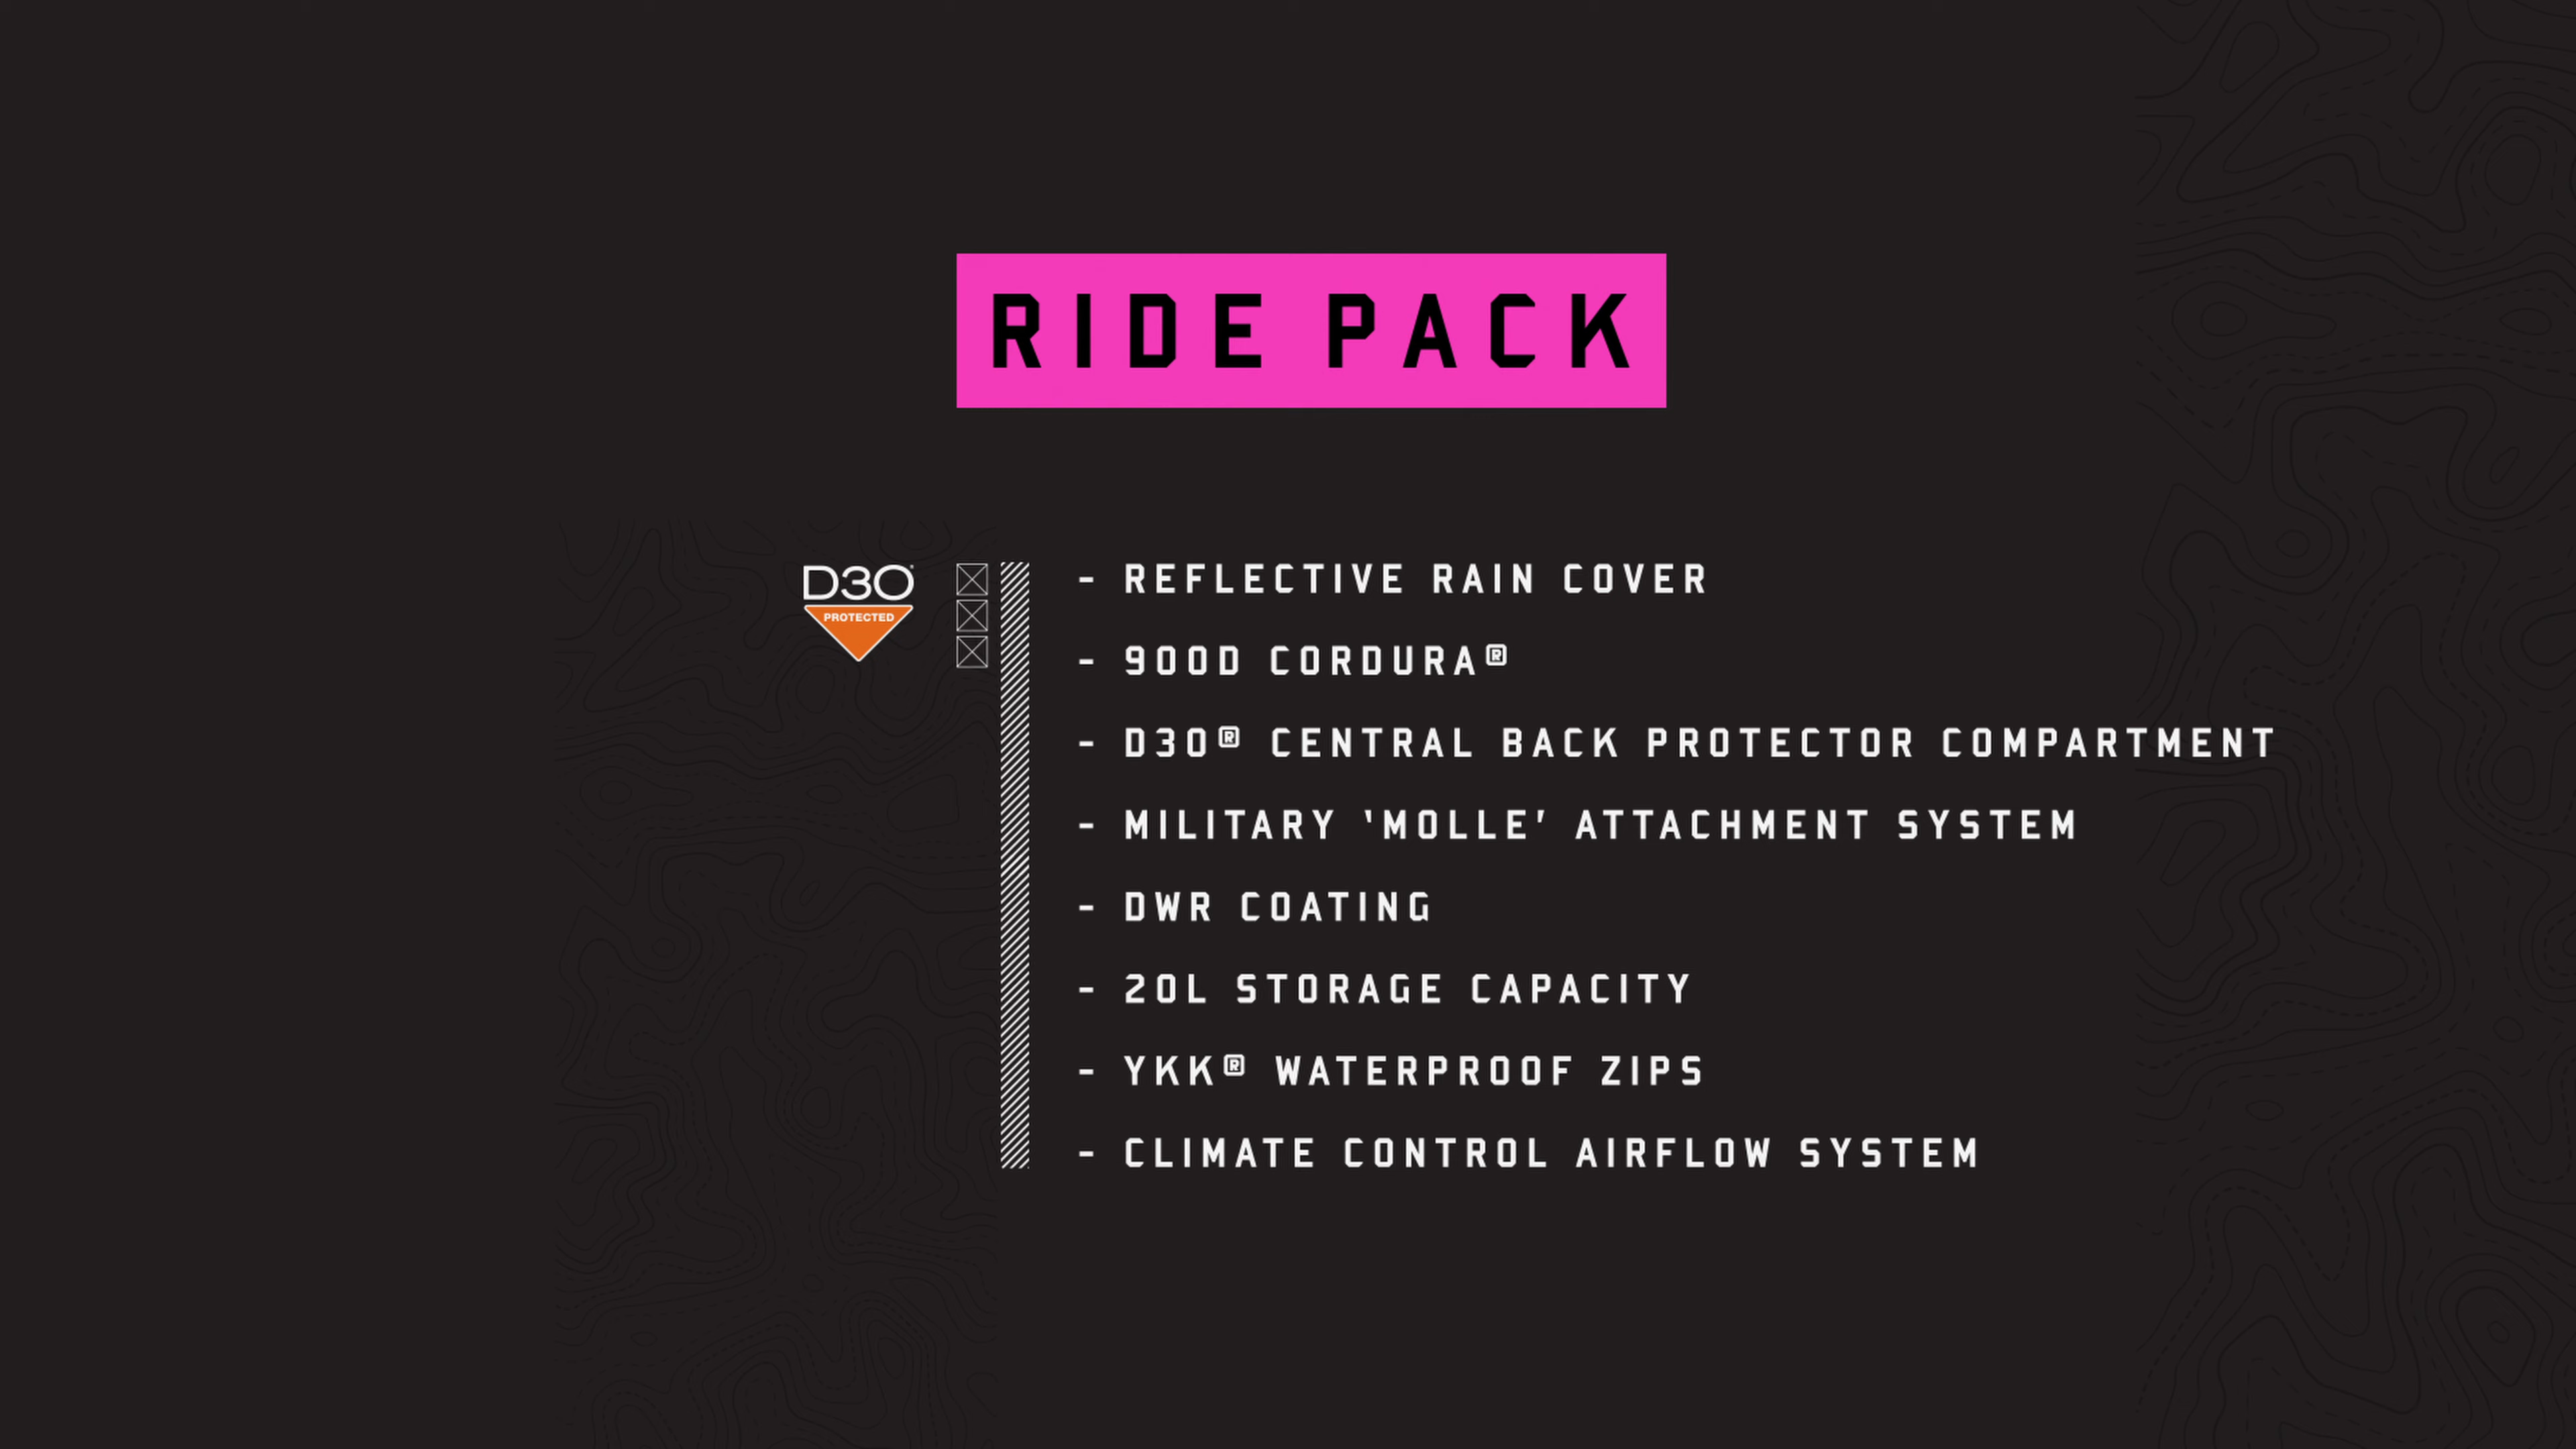 RIDE PACK
D3O®
PROTECTED
- REFLECTIVE RAIN COVER
- 900D CORDURA®
- D3O® CENTRAL BACK PROTECTOR COMPARTMENT
- MILITARY ‘MOLLE’ ATTACHMENT SYSTEM
- DWR COATING
- 20L STORAGE CAPACITY
- YKK® WATERPROOF ZIPS
- CLIMATE CONTROL AIRFLOW SYSTEM